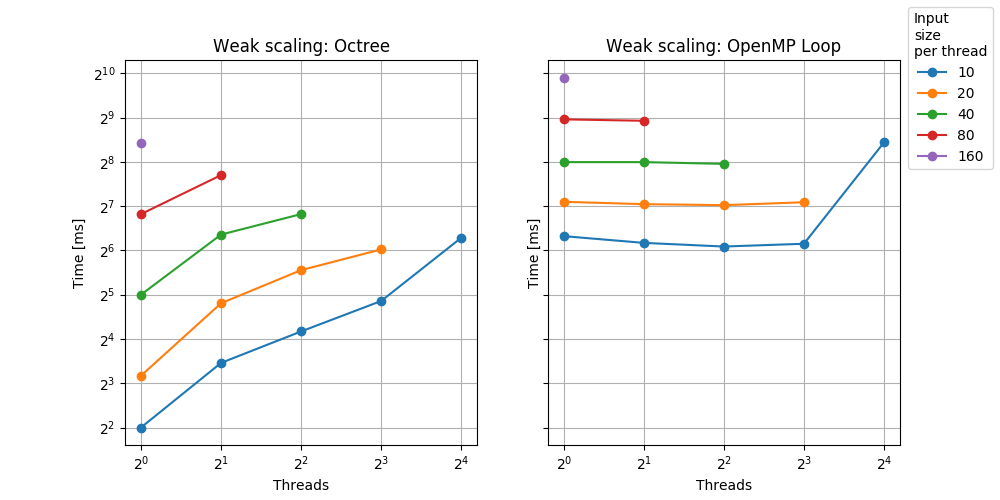 Weak scaling: Octree
Time [ms]
2^10
2^9
2^8
2^7
2^6
2^5
2^4
2^3
2^2
2^0 2^1 2^2 2^3 2^4
Threads
Weak scaling: OpenMP Loop
Time [ms]
2^0 2^1 2^2 2^3 2^4
Threads
Input
size
per thread
10
20
40
80
160